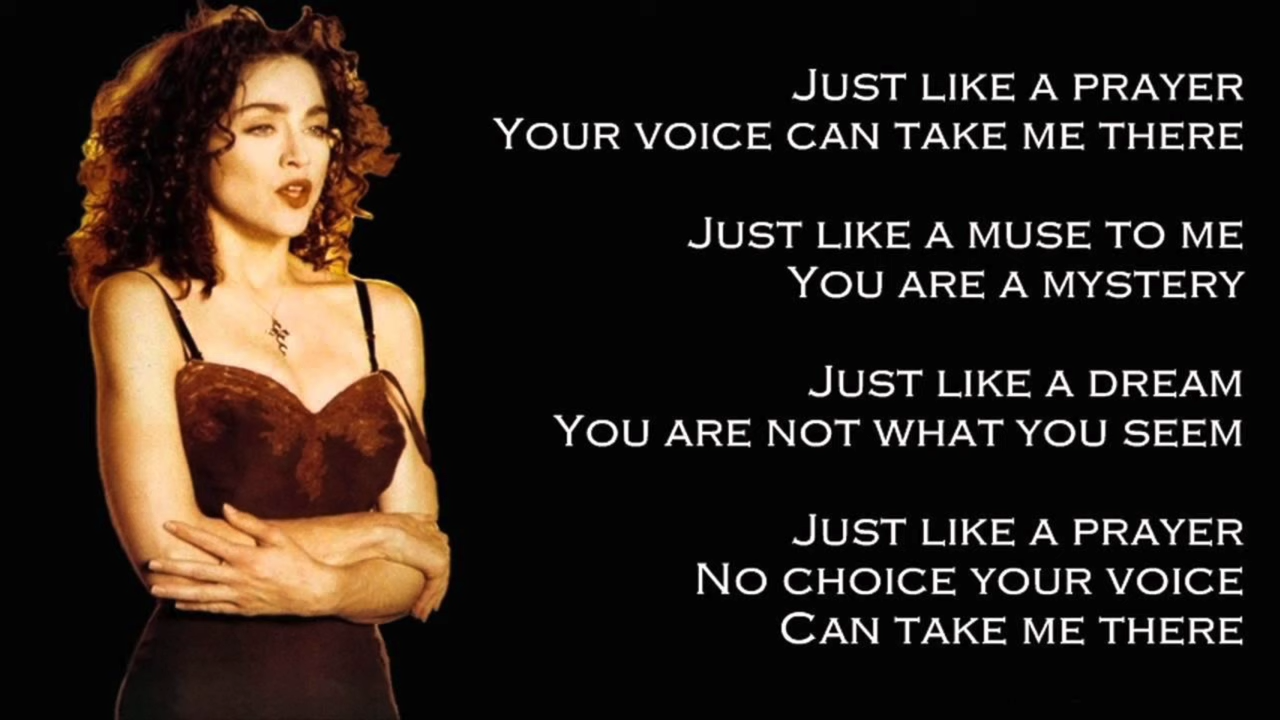 Just like a prayer
Your voice can take me there
Just like a muse to me
You are a mystery
Just like a dream
You are not what you seem
Just like a prayer
No choice your voice
Can take me there